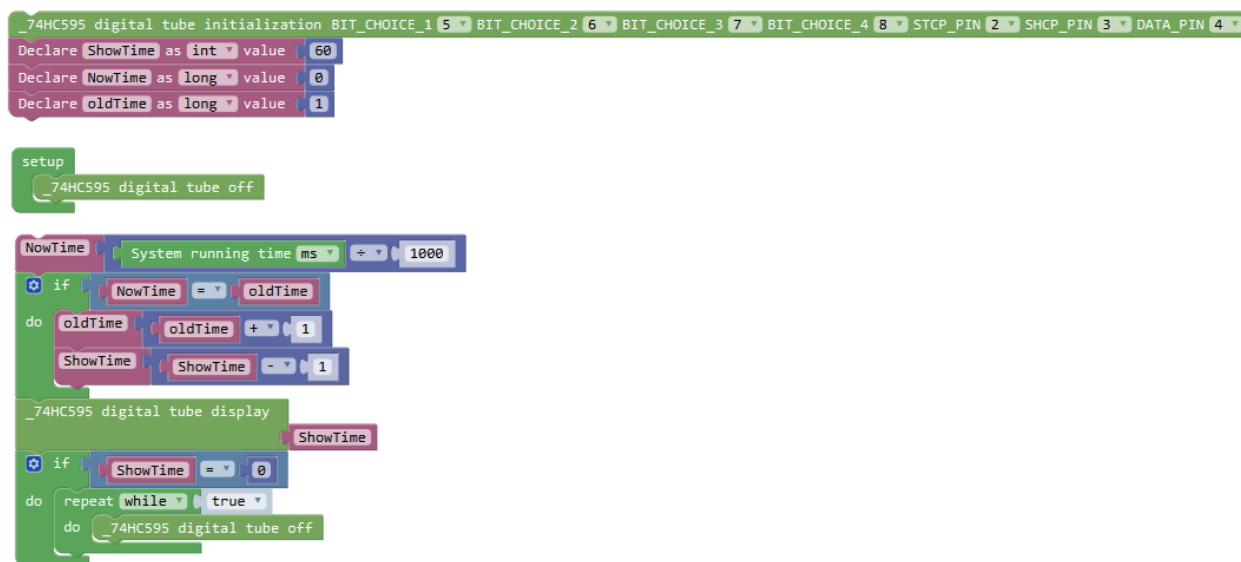 _74HC595 digital tube initialization BIT_CHOICE_1 5 BIT_CHOICE_2 6 BIT_CHOICE_3 7 BIT_CHOICE_4 8 STCP_PIN 2 SHCP_PIN 3 DATA_PIN 4
Declare ShowTime as int value 60
Declare NowTime as long value 0
Declare oldTime as long value 1
setup
_74HC595 digital tube off
NowTime System running time ms ÷ 1000
if NowTime = oldTime
do oldTime oldTime + 1
ShowTime ShowTime - 1
_74HC595 digital tube display
ShowTime
if ShowTime = 0
do repeat while true
do _74HC595 digital tube off